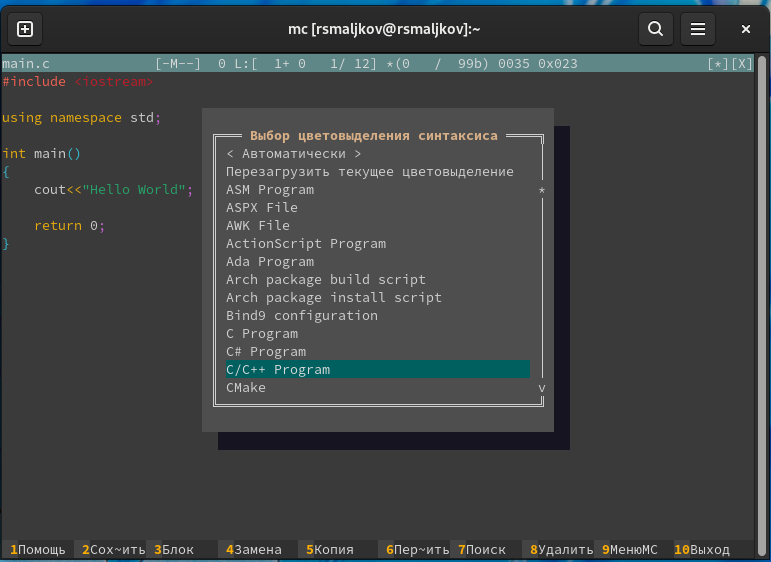 mc [rsmaljkov@rsmaljkov]:~
main.c [-M--] 0 L:[ 1+ 0 1/ 12] *(0 / 99b) 0035 0x023 [*][X]
#include <iostream>
using namespace std;
int main()
{
cout<<"Hello World";
return 0;
}
Выбор цветовыделения синтаксиса
< Автоматически >
Перезагрузить текущее цветовыделение
ASM Program
ASPX File
AWK File
ActionScript Program
Ada Program
Arch package build script
Arch package install script
Bind9 configuration
C Program
C# Program
C/C++ Program
CMake
1Помощь 2Сох~ить 3Блок 4Замена 5Копия 6Пер~ить 7Поиск 8Удалить 9МенюMC 10Выход